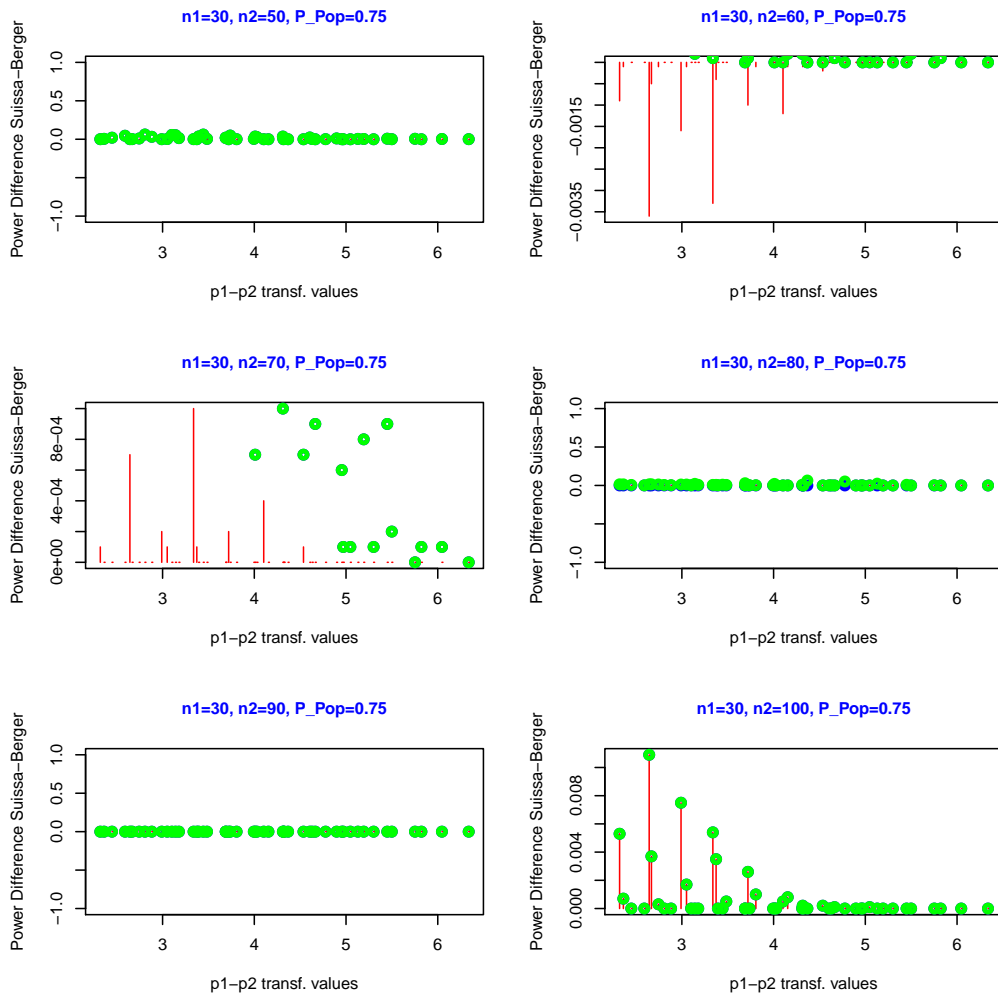 n1=30, n2=50, P_Pop=0.75
Power Difference Suissa−Berger
1.0
0.5
0.0
−1.0
3 4 5 6
p1−p2 transf. values
n1=30, n2=60, P_Pop=0.75
Power Difference Suissa−Berger
−0.0015
−0.0035
3 4 5 6
p1−p2 transf. values
n1=30, n2=70, P_Pop=0.75
Power Difference Suissa−Berger
8e−04
4e−04
0e+00
3 4 5 6
p1−p2 transf. values
n1=30, n2=80, P_Pop=0.75
Power Difference Suissa−Berger
1.0
0.5
0.0
−1.0
3 4 5 6
p1−p2 transf. values
n1=30, n2=90, P_Pop=0.75
Power Difference Suissa−Berger
1.0
0.5
0.0
−1.0
3 4 5 6
p1−p2 transf. values
n1=30, n2=100, P_Pop=0.75
Power Difference Suissa−Berger
0.008
0.004
0.000
3 4 5 6
p1−p2 transf. values